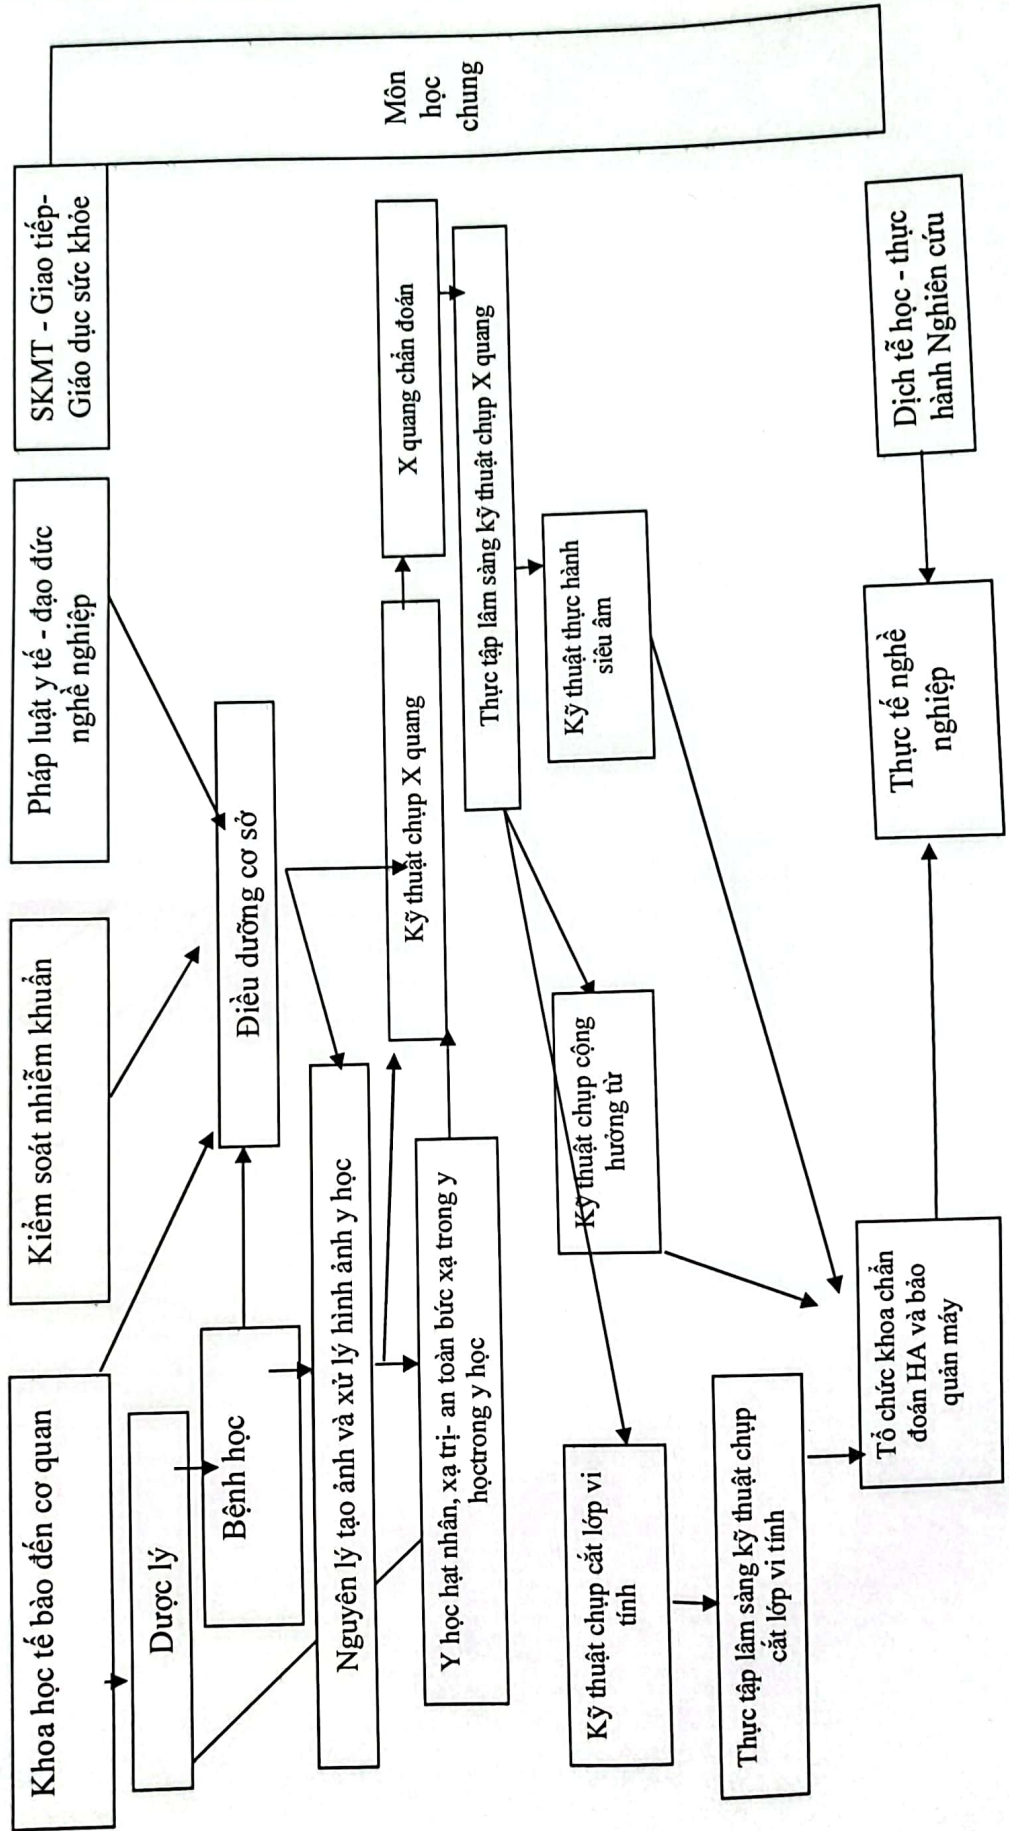 Khoa học tế bào đến cơ quan
Kiểm soát nhiễm khuẩn
Pháp luật y tế - đạo đức
nghề nghiệp
SKMT - Giao tiếp-
Giáo dục sức khỏe
Môn
học
chung
Dược lý
Bệnh học
Điều dưỡng cơ sở
Nguyên lý tạo ảnh và xử lý hình ảnh y học
Kỹ thuật chụp X quang
X quang chẩn đoán
Y học hạt nhân, xạ trị- an toàn bức xạ trong y
họctrong y học
Thực tập lâm sàng kỹ thuật chụp X quang
Kỹ thuật chụp cắt lớp vi
tính
Kỹ thuật chụp cộng
hưởng từ
Kỹ thuật thực hành
siêu âm
Thực tập lâm sàng kỹ thuật chụp
cắt lớp vi tính
Tổ chức khoa chẩn
đoán HA và bảo
quản máy
Thực tế nghề
nghiệp
Dịch tễ học - thực
hành Nghiên cứu